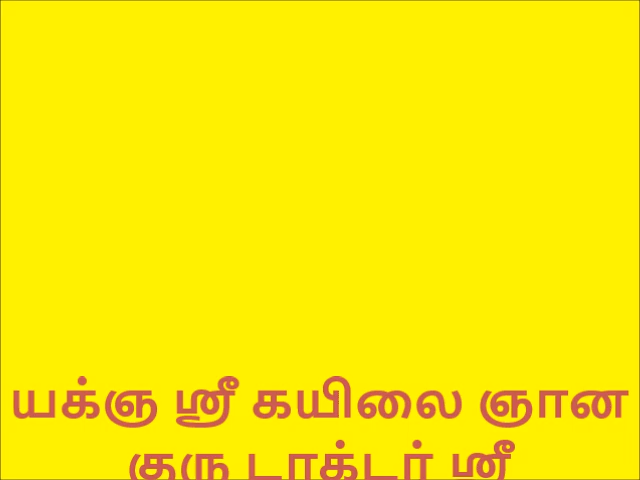 யக்ஞ ஸ்ரீ கயிலை ஞான
குரு டாக்டர் ஸ்ரீ